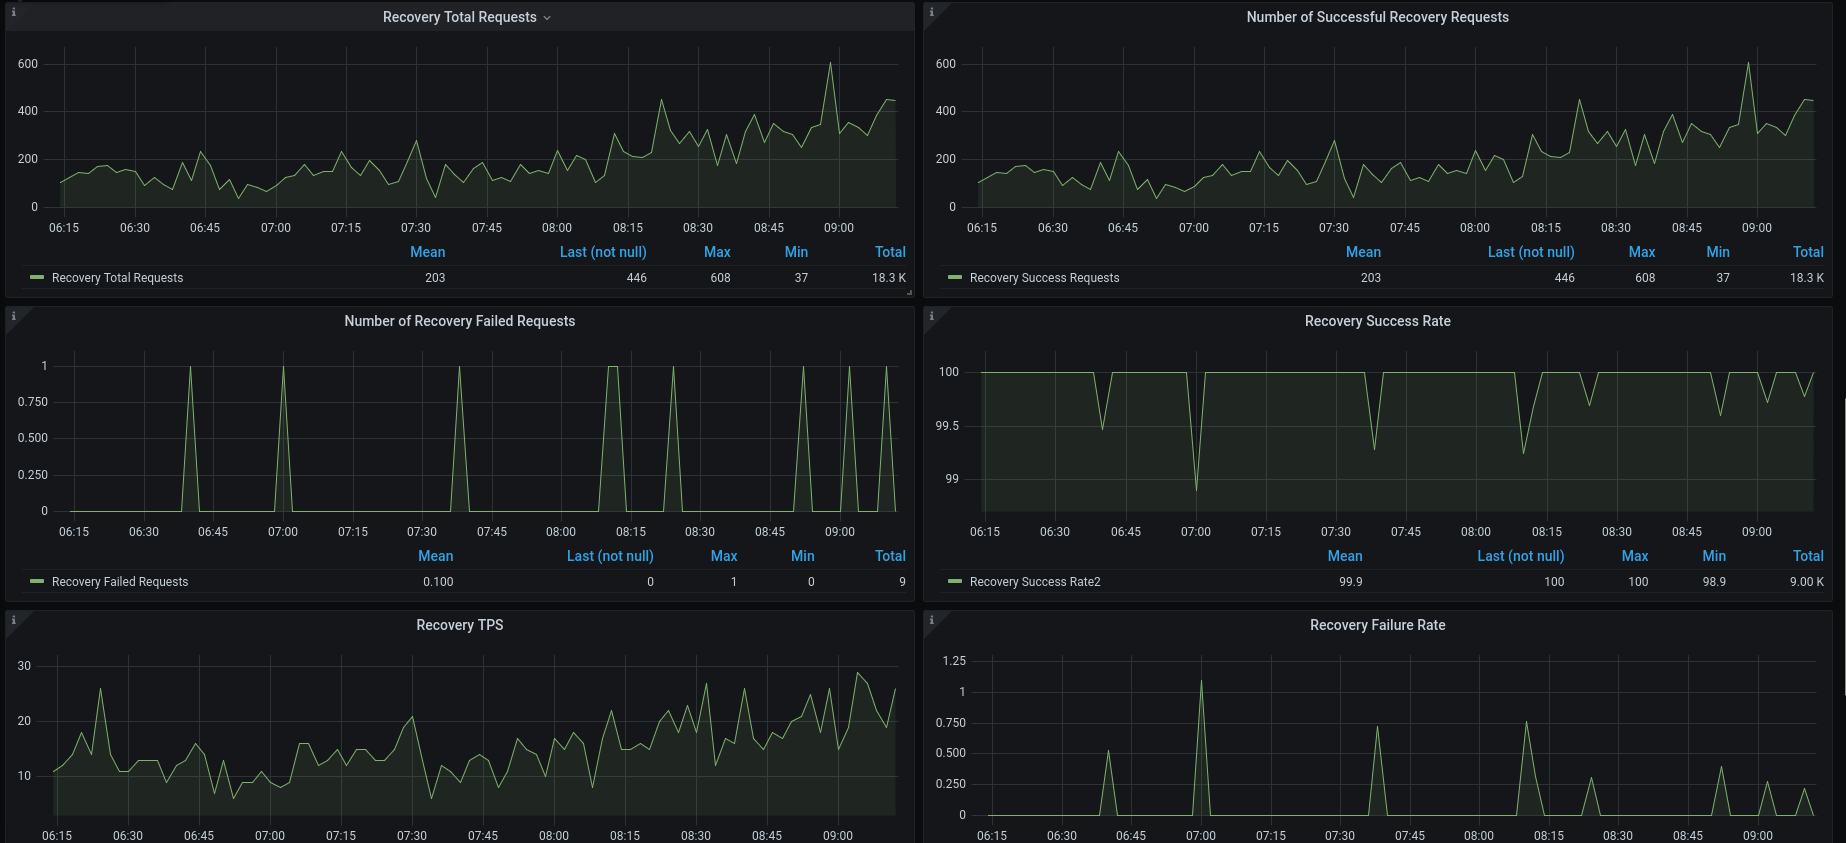 Recovery Total Requests
600
400
200
0
06:15 06:30 06:45 07:00 07:15 07:30 07:45 08:00 08:15 08:30 08:45 09:00
Mean Last (not null) Max Min Total
Recovery Total Requests 203 446 608 37 18.3 K
Number of Successful Recovery Requests
600
400
200
0
06:15 06:30 06:45 07:00 07:15 07:30 07:45 08:00 08:15 08:30 08:45 09:00
Mean Last (not null) Max Min Total
Recovery Success Requests 203 446 608 37 18.3 K
Number of Recovery Failed Requests
1
0.750
0.500
0.250
0
06:15 06:30 06:45 07:00 07:15 07:30 07:45 08:00 08:15 08:30 08:45 09:00
Mean Last (not null) Max Min Total
Recovery Failed Requests 0.100 0 1 0 9
Recovery Success Rate
100
99.5
99
06:15 06:30 06:45 07:00 07:15 07:30 07:45 08:00 08:15 08:30 08:45 09:00
Mean Last (not null) Max Min Total
Recovery Success Rate2 99.9 100 100 98.9 9.00 K
Recovery TPS
30
20
10
06:15 06:30 06:45 07:00 07:15 07:30 07:45 08:00 08:15 08:30 08:45 09:00
Recovery Failure Rate
1.25
1
0.750
0.500
0.250
0
06:15 06:30 06:45 07:00 07:15 07:30 07:45 08:00 08:15 08:30 08:45 09:00